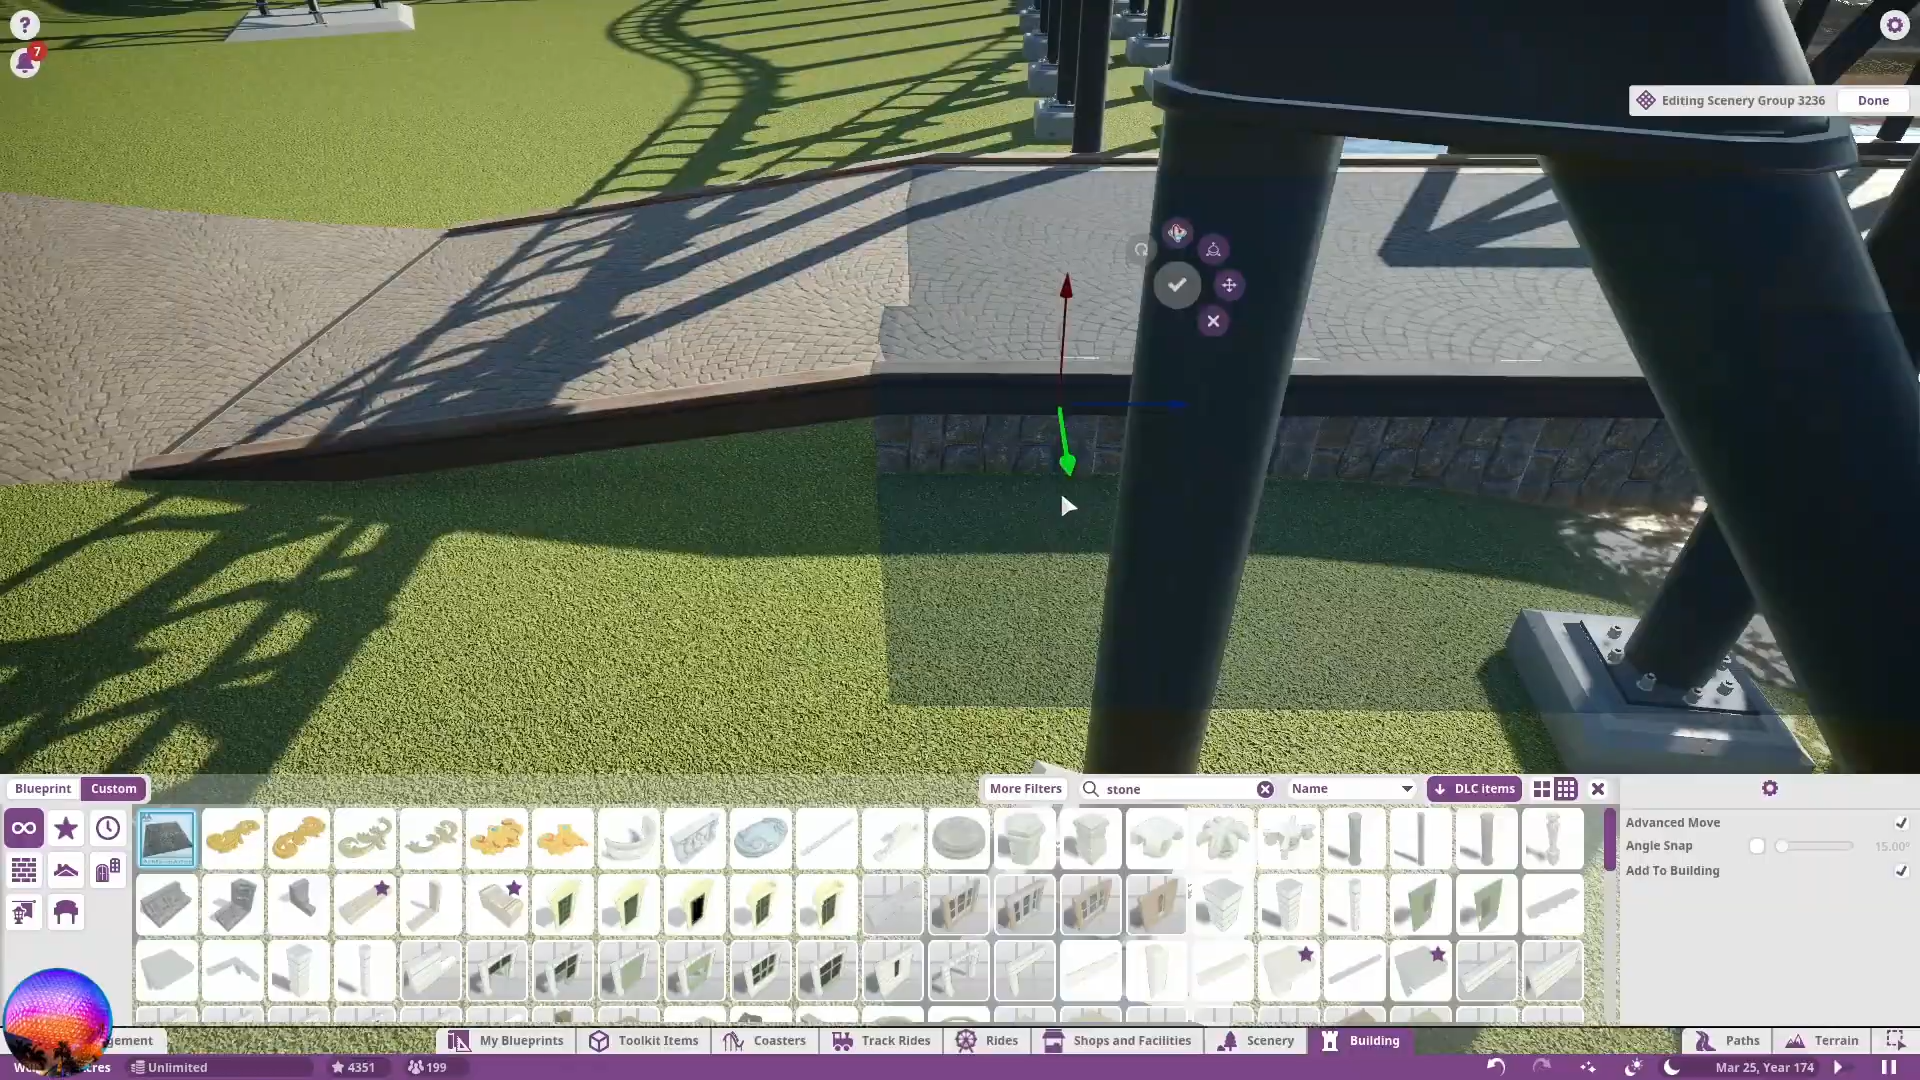 7
Editing Scenery Group 3236 Done
Blueprint Custom More Filters stone Name DLC items
Advanced Move
Angle Snap 15.00°
Add To Building
My Blueprints Toolkit Items Coasters Track Rides Rides Shops and Facilities Scenery Building Paths Terrain
Unlimited 4351 199 Mar 25, Year 174